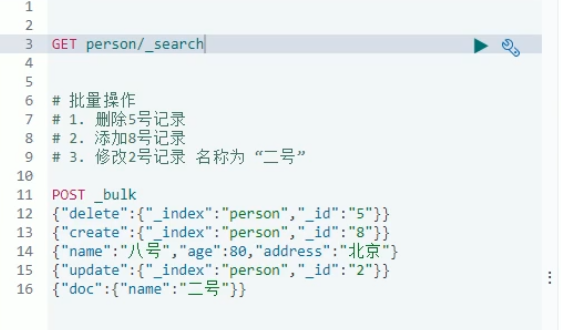 1
2
3 GET person/_search
4
5
6 # 批量操作
7 # 1. 删除5号记录
8 # 2. 添加8号记录
9 # 3. 修改2号记录 名称为 “二号”
10
11 POST _bulk
12 {"delete":{"_index":"person","_id":"5"}}
13 {"create":{"_index":"person","_id":"8"}}
14 {"name":"八号","age":80,"address":"北京"}
15 {"update":{"_index":"person","_id":"2"}}
16 {"doc":{"name":"二号"}}